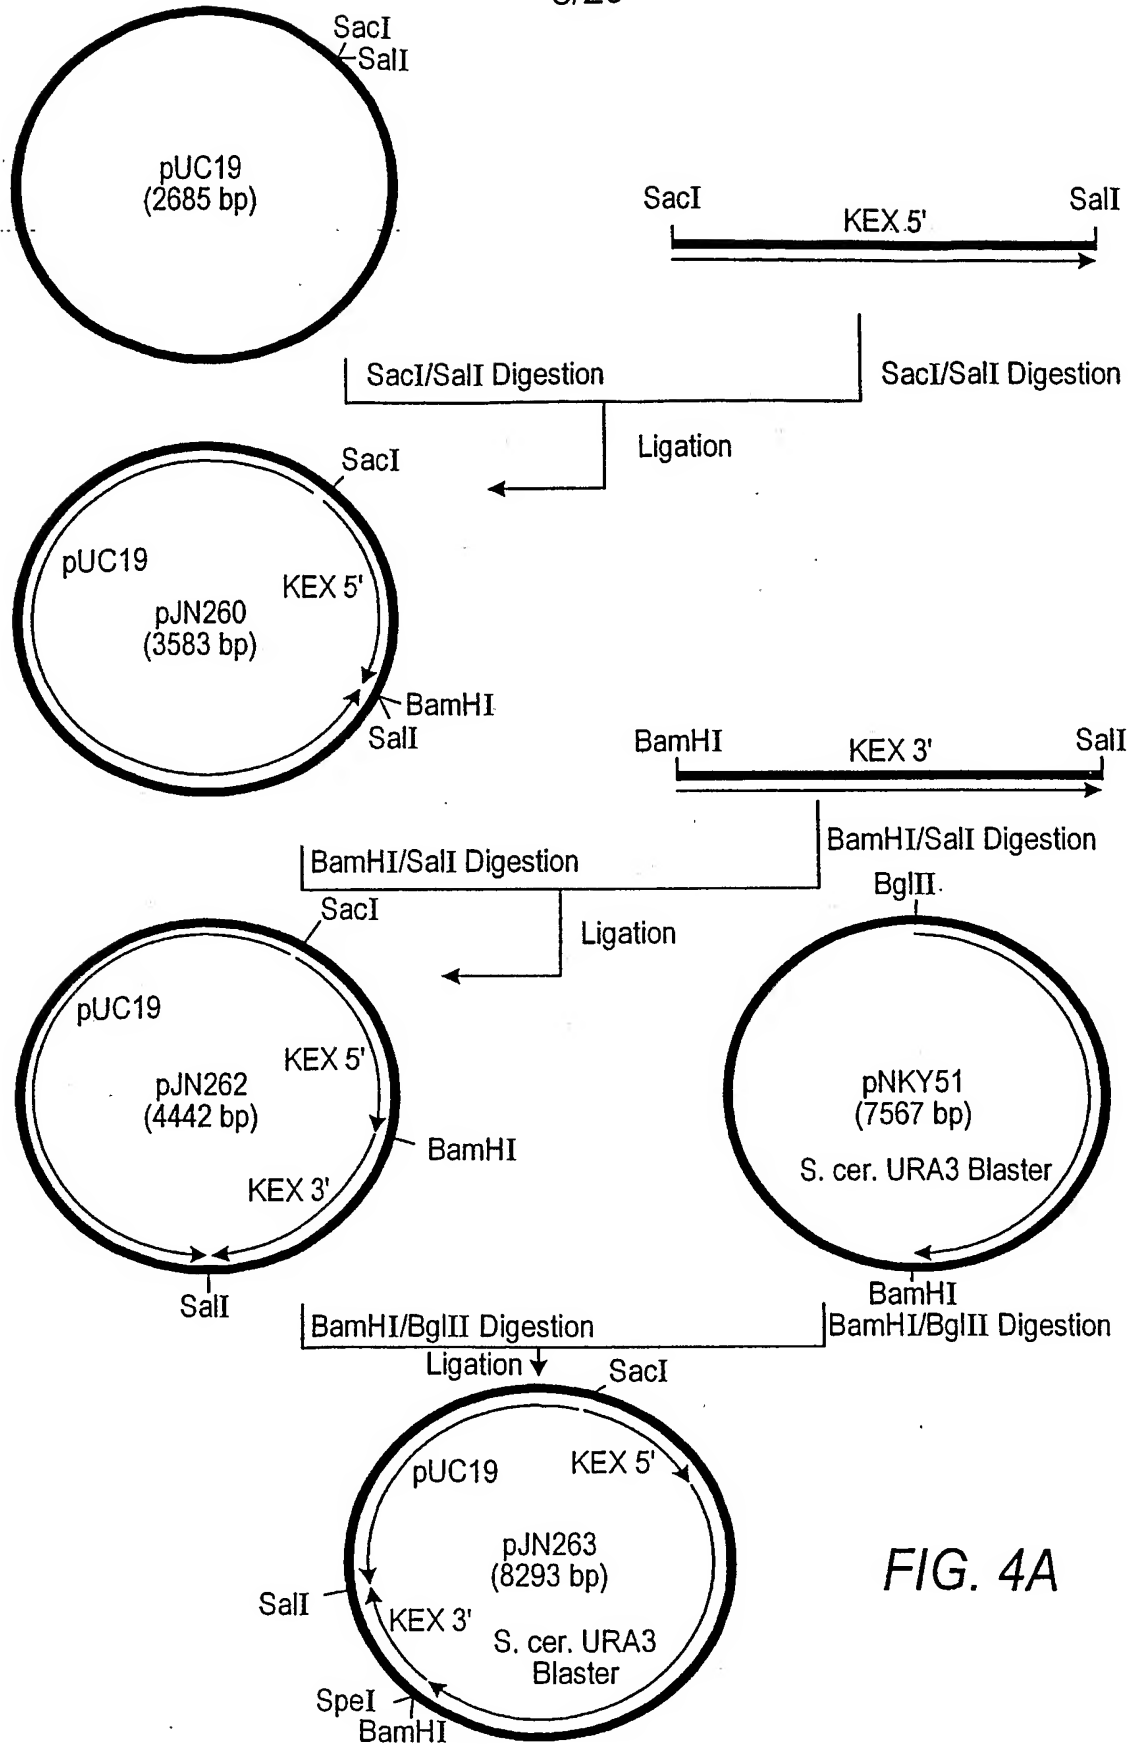 SacI
SalI
pUC19
(2685 bp)
SacI
KEX 5'
SalI
SacI/SalI Digestion
SacI/SalI Digestion
Ligation
SacI
pUC19
KEX 5'
pJN260
(3583 bp)
BamHI
SalI
BamHI
KEX 3'
SalI
BamHI/SalI Digestion
BamHI/SalI Digestion
BglII
SacI
Ligation
pUC19
KEX 5'
pJN262
(4442 bp)
BamHI
KEX 3'
SalI
pNKY51
(7567 bp)
S. cer. URA3 Blaster
BamHI
BamHI/BglII Digestion
BamHI/BglII Digestion
Ligation
SacI
pUC19
KEX 5'
pJN263
(8293 bp)
SalI
KEX 3'
S. cer. URA3
Blaster
SpeI
BamHI
FIG. 4A